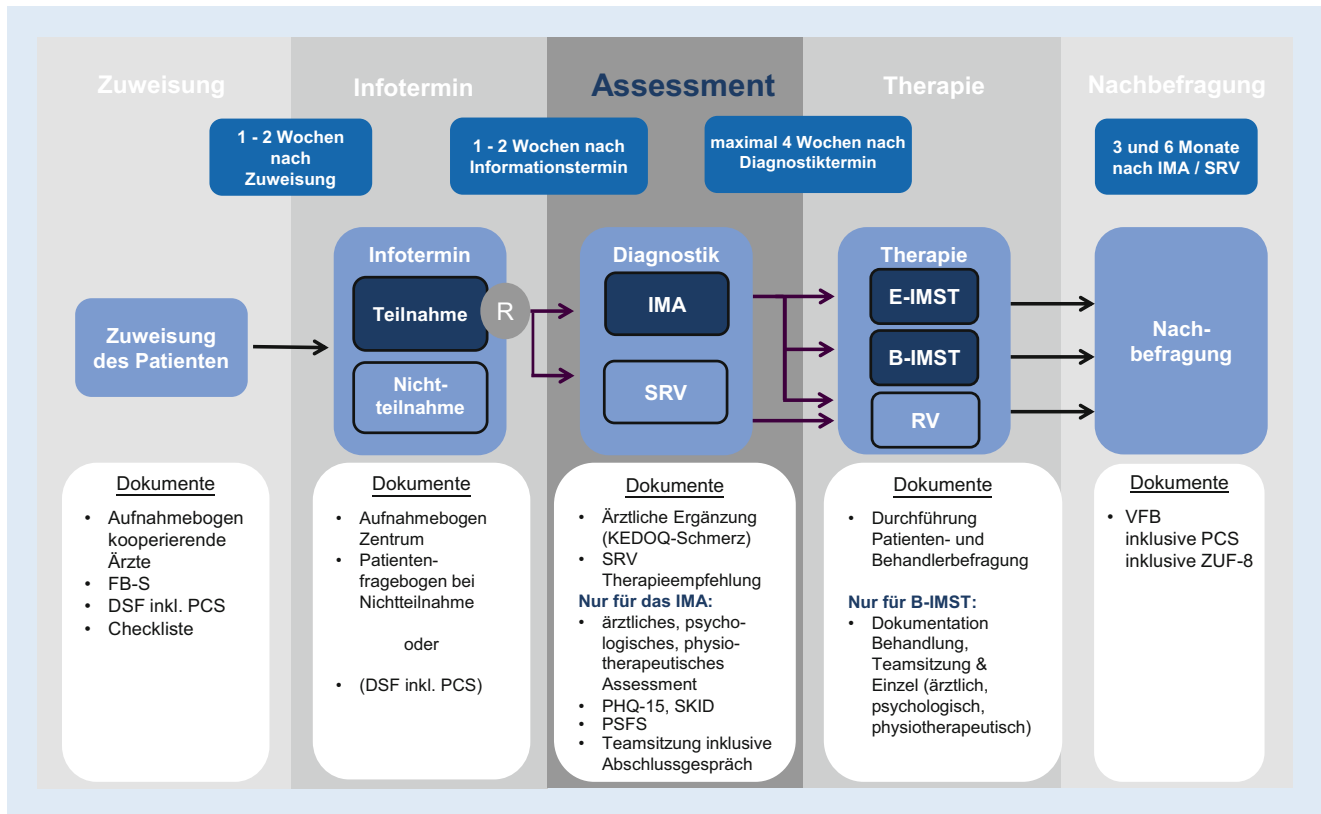 Zuweisung
Infotermin
Assessment
Therapie
Nachbefragung
1 - 2 Wochen
nach
Zuweisung
1 - 2 Wochen nach
Informationstermin
maximal 4 Wochen nach
Diagnostiktermin
3 und 6 Monate
nach IMA / SRV
Zuweisung
des Patienten
Infotermin
Teilnahme
R
Nicht-
teilnahme
Diagnostik
IMA
SRV
Therapie
E-IMST
B-IMST
RV
Nach-
befragung
Dokumente
• Aufnahmebogen
kooperierende
Ärzte
• FB-S
• DSF inkl. PCS
• Checkliste
Dokumente
• Aufnahmebogen
Zentrum
• Patienten-
fragebogen bei
Nichtteilnahme
oder
• (DSF inkl. PCS)
Dokumente
• Ärztliche Ergänzung
(KEDOQ-Schmerz)
• SRV
Therapieempfehlung
Nur für das IMA:
• ärztliches, psycho-
logisches, physio-
therapeutisches
Assessment
• PHQ-15, SKID
• PSFS
• Teamsitzung inklusive
Abschlussgespräch
Dokumente
• Durchführung
Patienten- und
Behandlerbefragung
Nur für B-IMST:
• Dokumentation
Behandlung,
Teamsitzung &
Einzel (ärztlich,
psychologisch,
physiotherapeutisch)
Dokumente
• VFB
inklusive PCS
inklusive ZUF-8